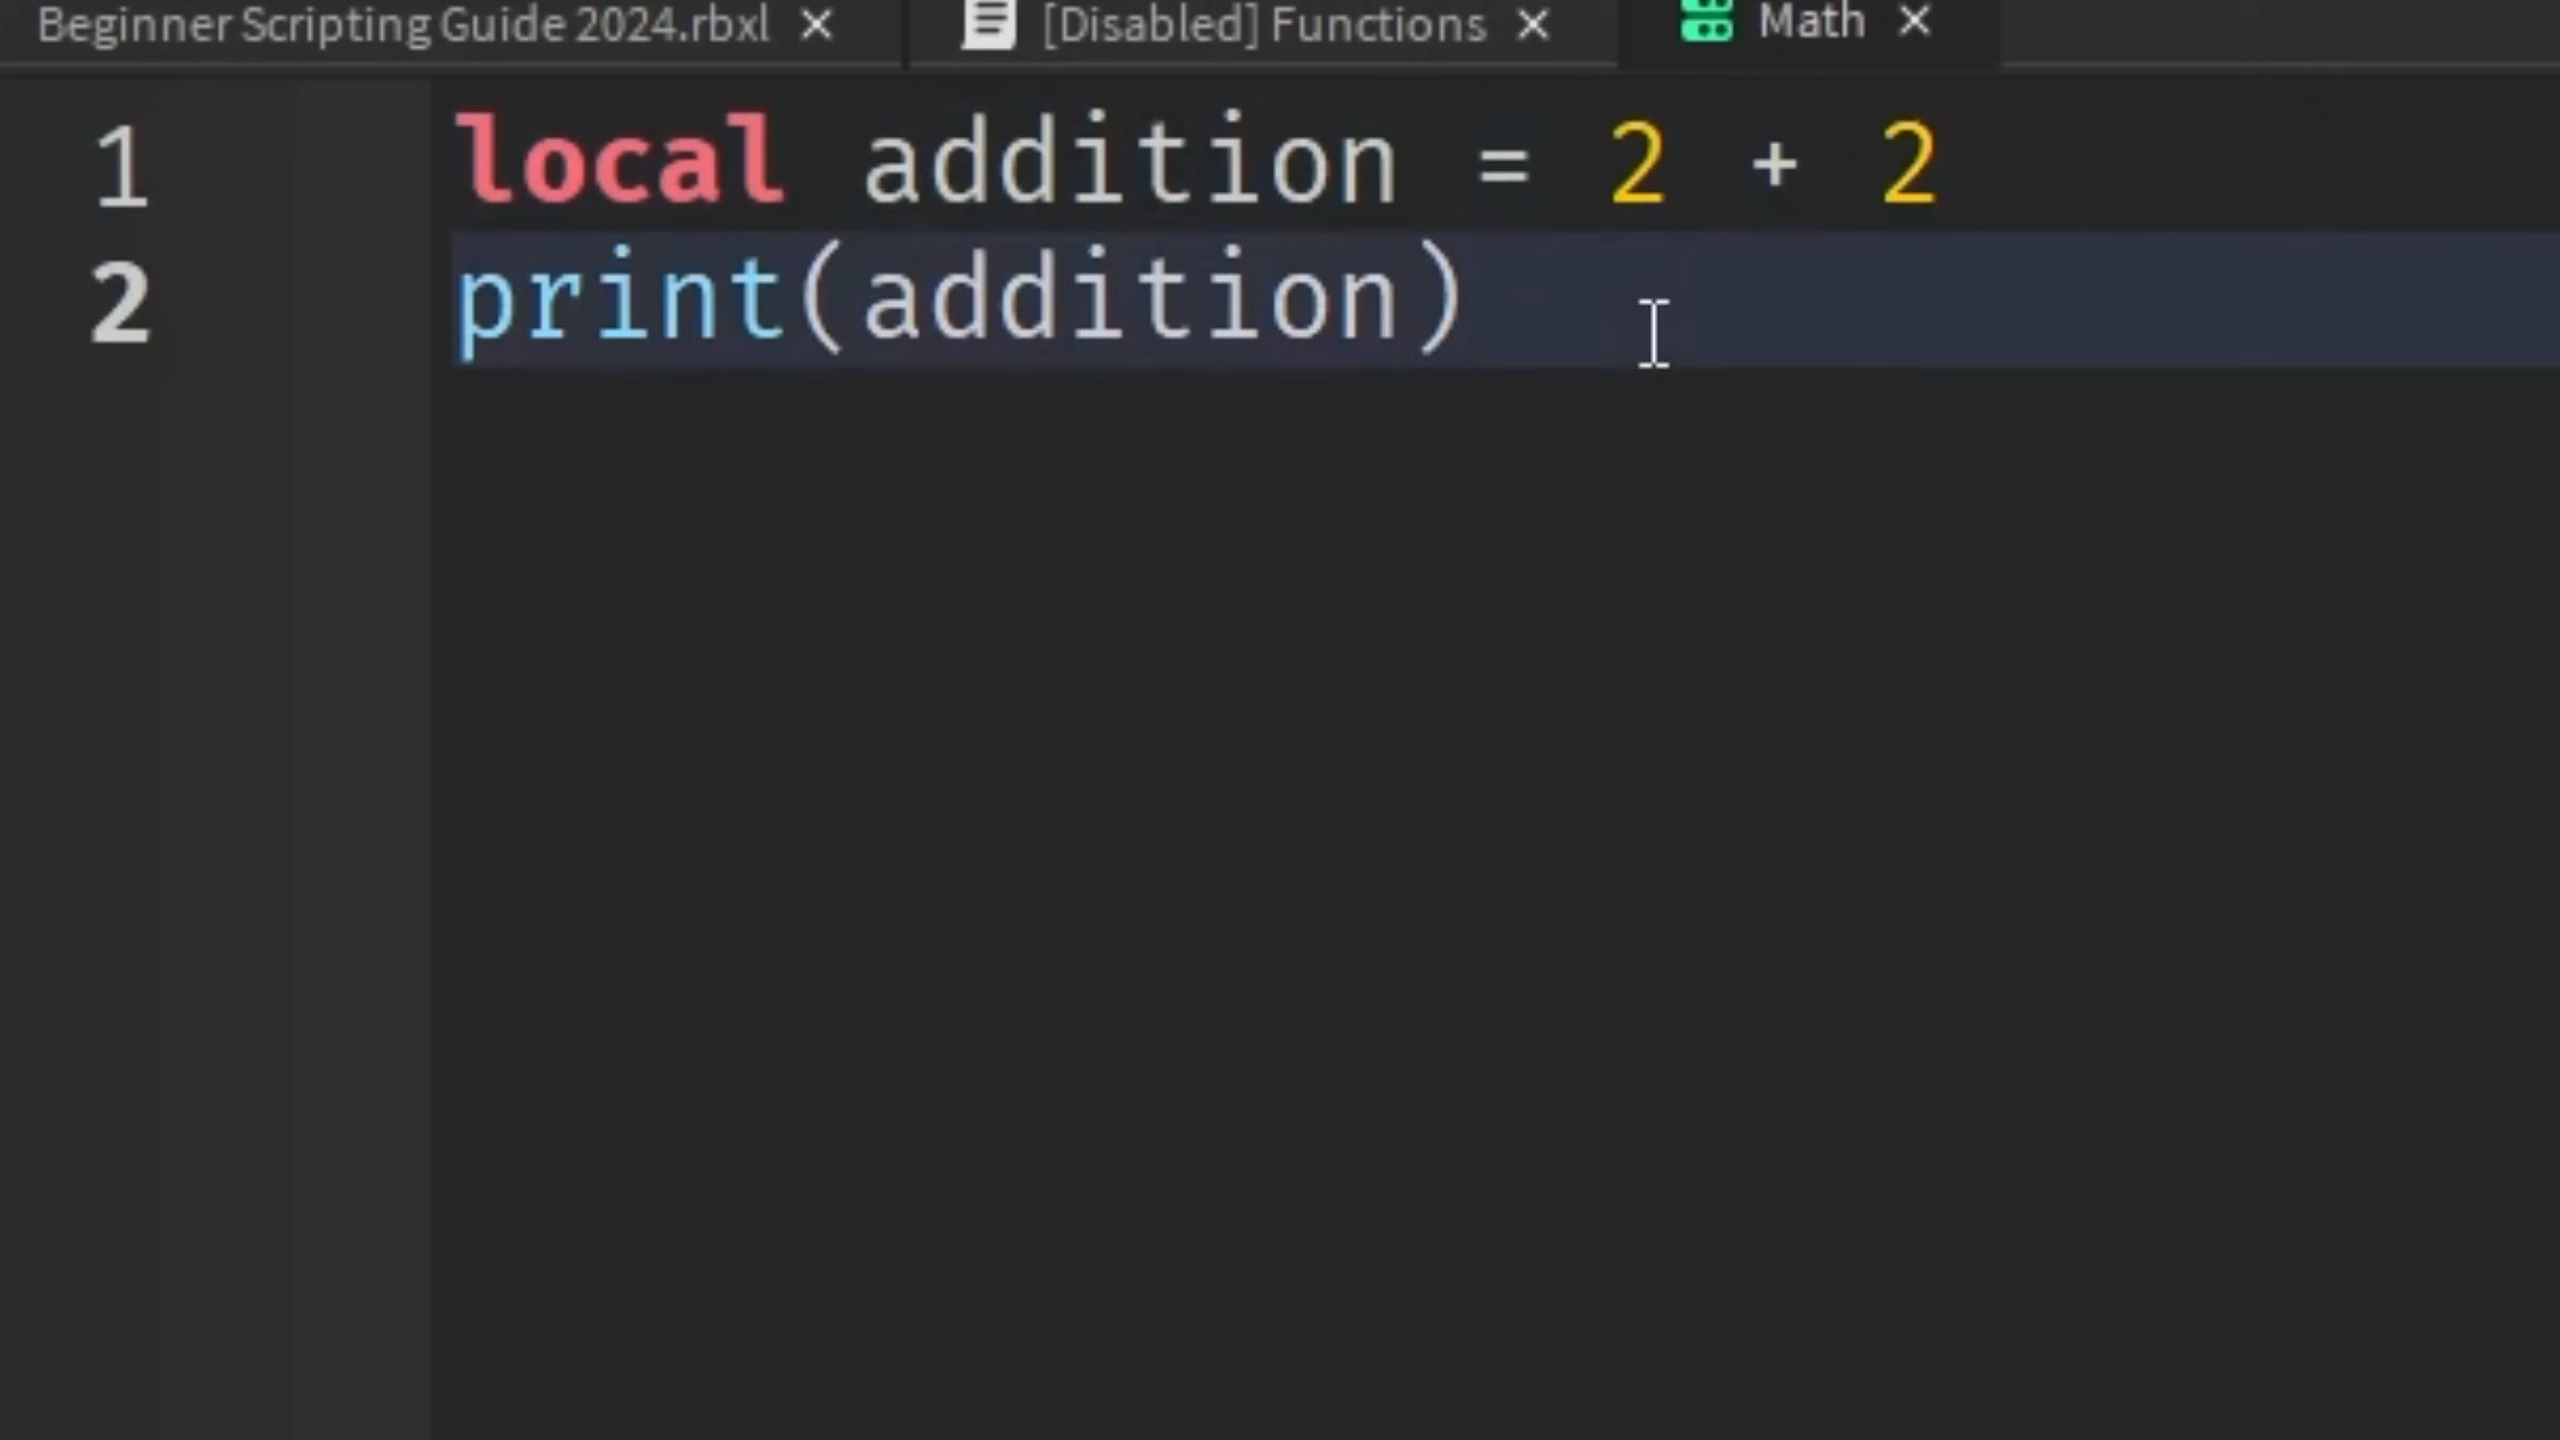 Beginner Scripting Guide 2024.rbxl × [Disabled] Functions × Math ×
1 local addition = 2 + 2
2 print(addition)